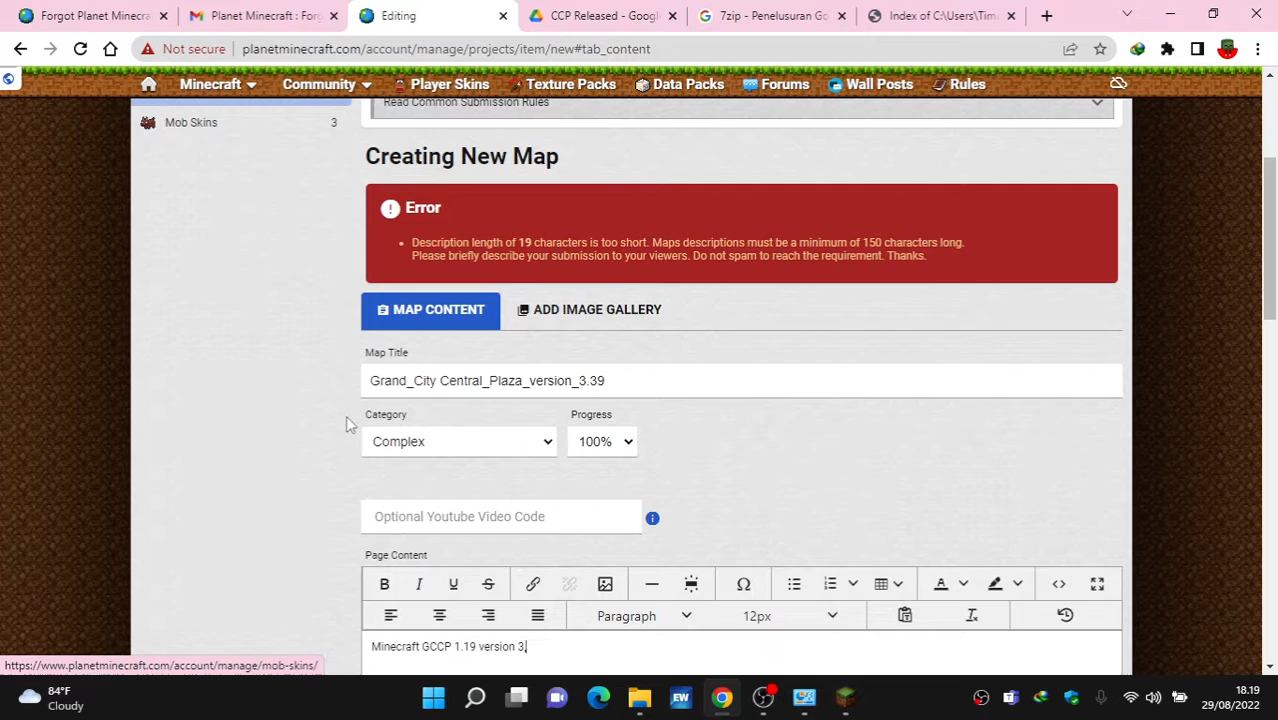 Forgot Planet Minecra
Planet Minecraft : Forg
Editing
CCP Released - Google
7zip - Penelusuran Go
Index of C:\Users\Timo
Not secure
planetminecraft.com/account/manage/projects/item/new#tab_content
Minecraft
Community
Player Skins
Texture Packs
Data Packs
Forums
Wall Posts
Rules
Read Common Submission Rules
Mob Skins 3
Creating New Map
Error
Description length of 19 characters is too short. Maps descriptions must be a minimum of 150 characters long.
Please briefly describe your submission to your viewers. Do not spam to reach the requirement. Thanks.
MAP CONTENT
ADD IMAGE GALLERY
Map Title
Grand_City Central_Plaza_version_3.39
Category
Progress
Complex
100%
Optional Youtube Video Code
Page Content
B I U S
Paragraph
12px
Minecraft GCCP 1.19 version 3,
https://www.planetminecraft.com/account/manage/mob-skins/
84°F
Cloudy
EW
18.19
29/08/2022